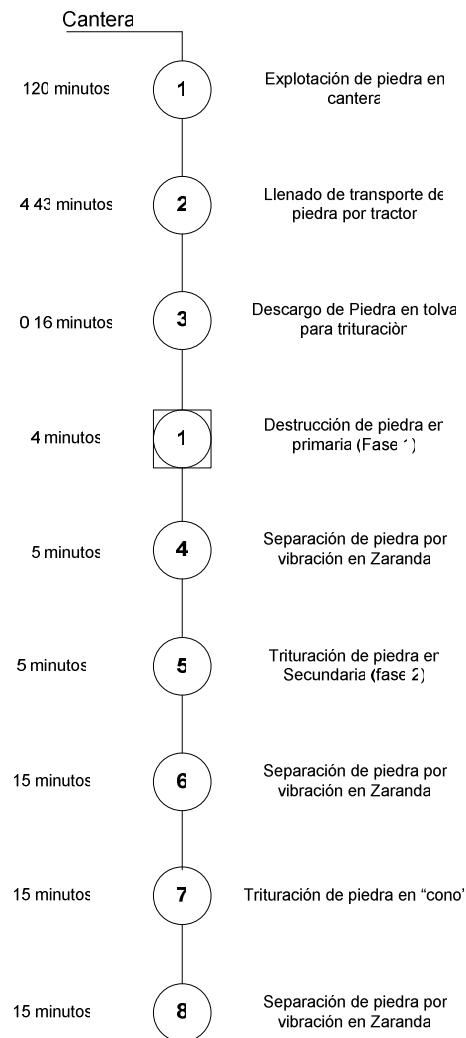 Cantera
120 minutos
1
Explotación de piedra en
cantera
4 43 minutos
2
Llenado de transporte de
piedra por tractor
0 16 minutos
3
Descargo de Piedra en tolva
para trituraciòn
4 minutos
1
Destrucción de piedra en
primaria (Fase 1)
5 minutos
4
Separación de piedra por
vibración en Zaranda
5 minutos
5
Trituración de piedra en
Secundaria (fase 2)
15 minutos
6
Separación de piedra por
vibración en Zaranda
15 minutos
7
Trituración de piedra en “cono”
15 minutos
8
Separación de piedra por
vibración en Zaranda